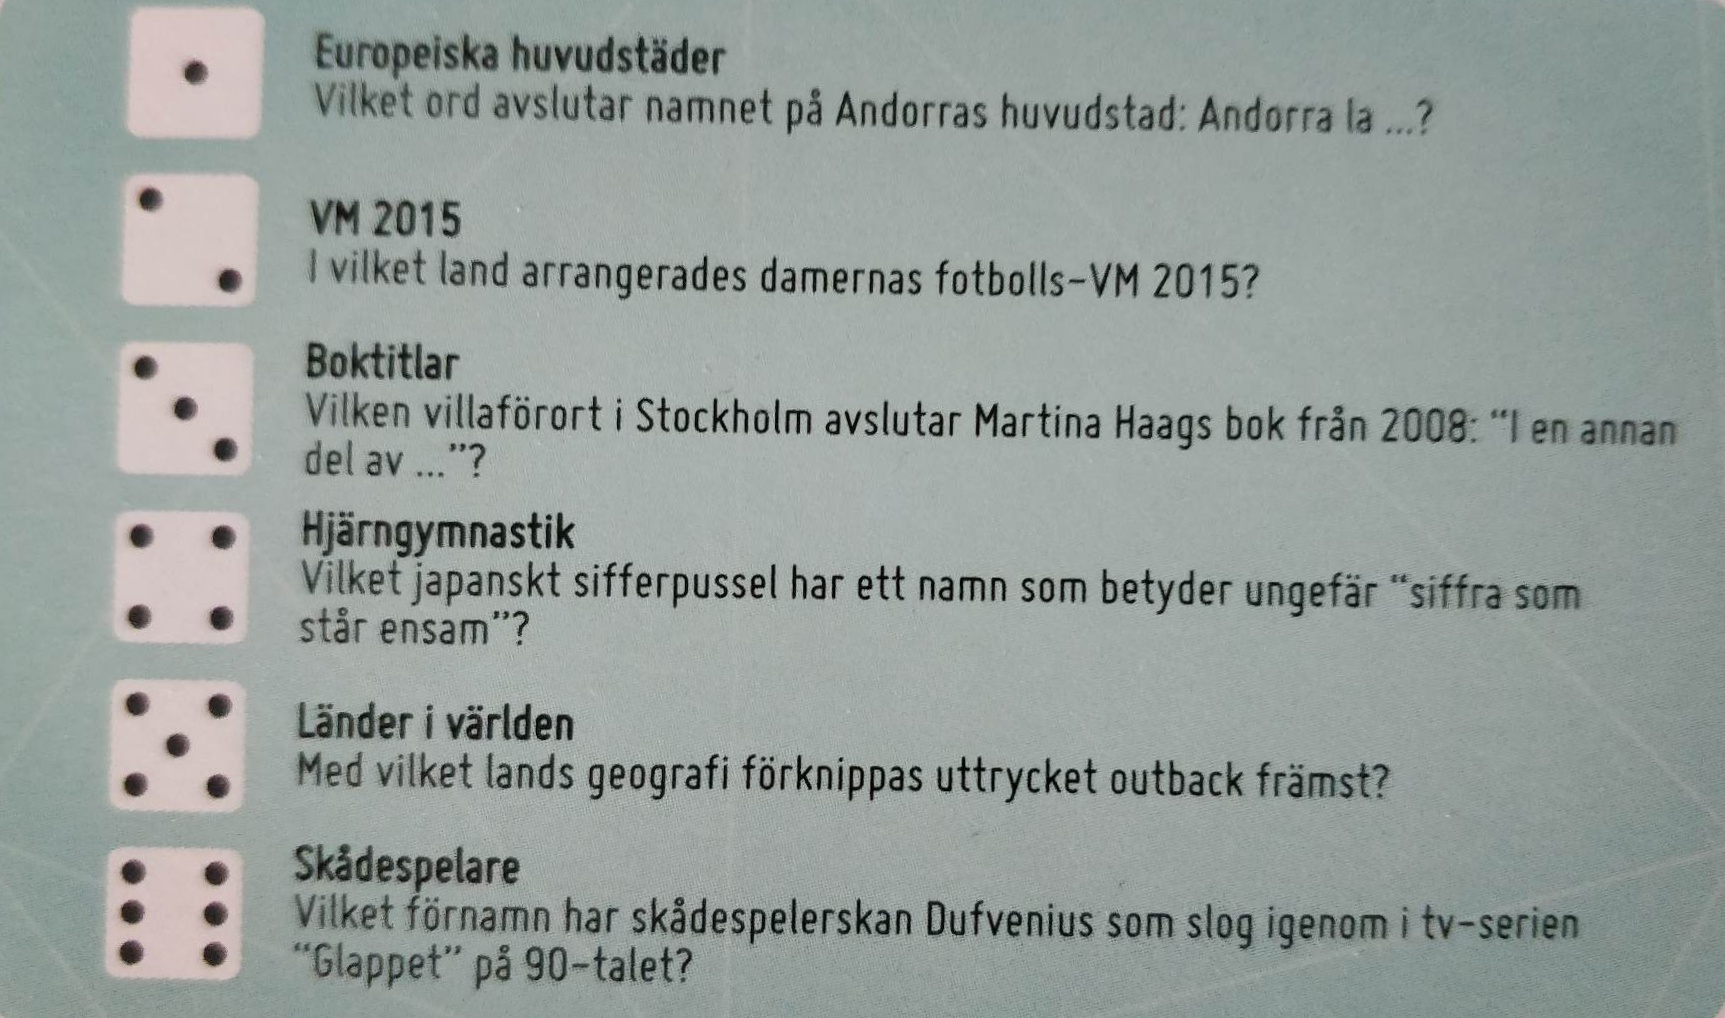 Europeiska huvudstäder
Vilket ord avslutar namnet på Andorras huvudstad: Andorra la ...?
VM 2015
I vilket land arrangerades damernas fotbolls-VM 2015?
Boktitlar
Vilken villaförort i Stockholm avslutar Martina Haags bok från 2008: “I en annan
del av ...”?
Hjärngymnastik
Vilket japanskt sifferpussel har ett namn som betyder ungefär “siffra som
står ensam”?
Länder i världen
Med vilket lands geografi förknippas uttrycket outback främst?
Skådespelare
Vilket förnamn har skådespelerskan Dufvenius som slog igenom i tv-serien
“Glappet” på 90-talet?